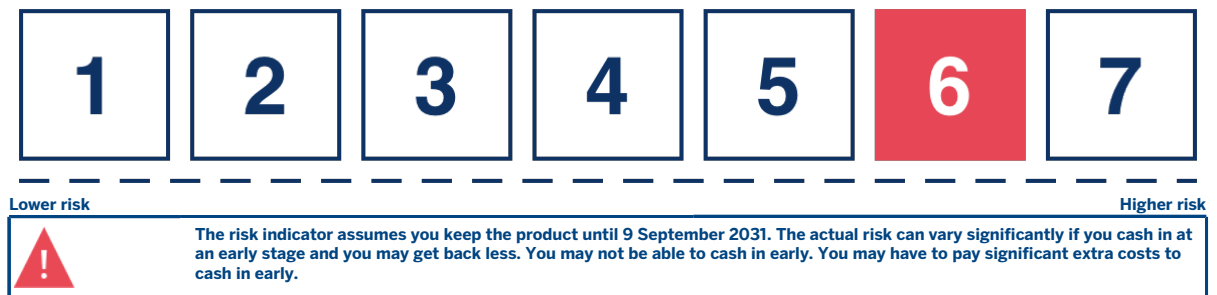 1 2 3 4 5 6 7
Lower risk Higher risk
!
The risk indicator assumes you keep the product until 9 September 2031. The actual risk can vary significantly if you cash in at
an early stage and you may get back less. You may not be able to cash in early. You may have to pay significant extra costs to
cash in early.